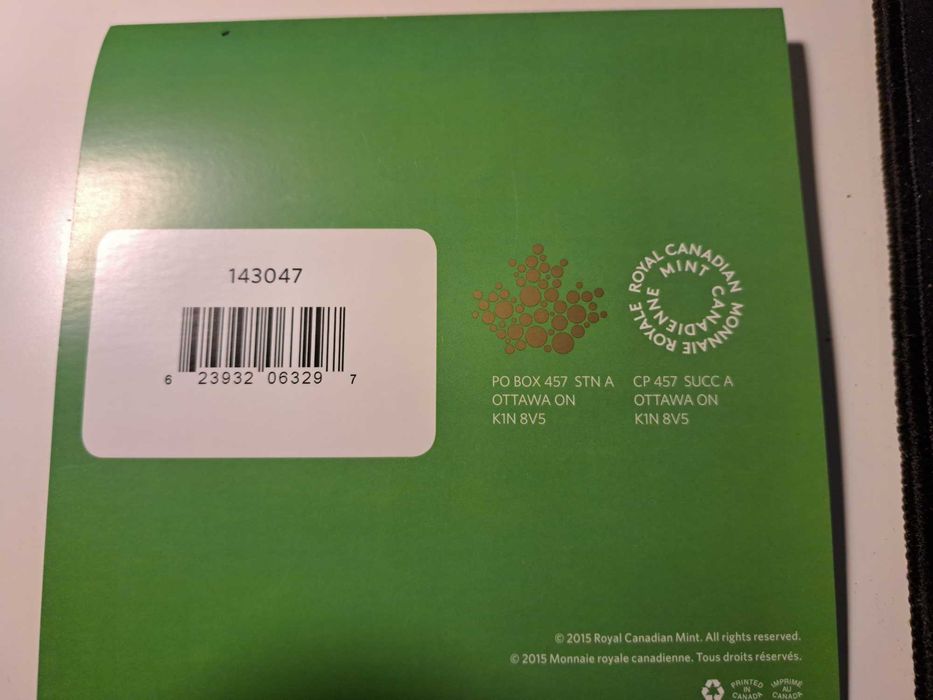 143047
6 23932 06329 7
ROYAL CANADIAN MINT
MONNAIE ROYALE CANADIENNE
PO BOX 457 STN A
OTTAWA ON
K1N 8V5
CP 457 SUCC A
OTTAWA ON
K1N 8V5
© 2015 Royal Canadian Mint. All rights reserved.
© 2015 Monnaie royale canadienne. Tous droits réservés.
PRINTED
IN
CANADA
IMPRIMÉ
AU
CANADA